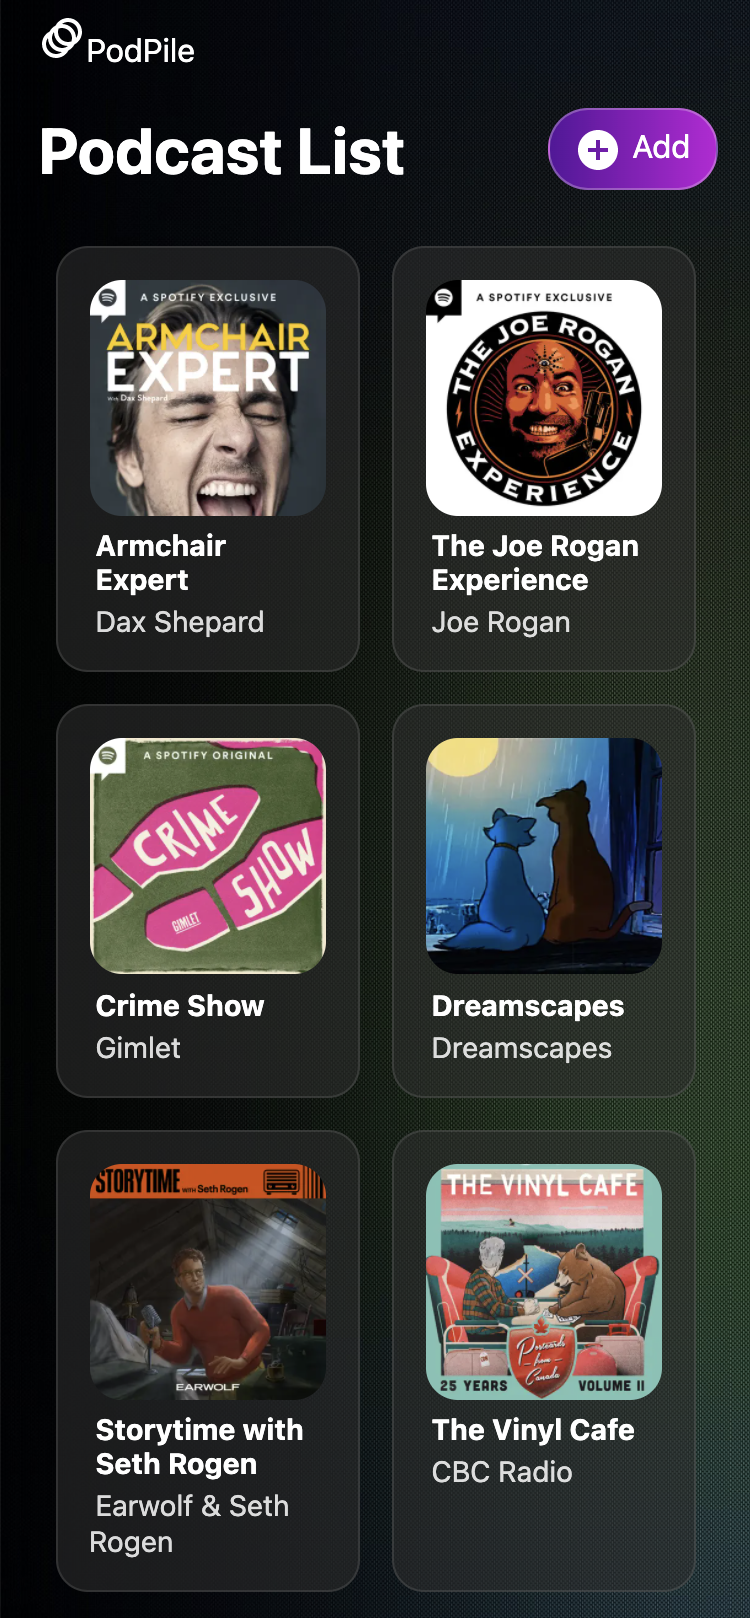 PodPile
Podcast List
Add
A SPOTIFY EXCLUSIVE
ARMCHAIR
EXPERT
With Dax Shepard
Armchair
Expert
Dax Shepard
A SPOTIFY EXCLUSIVE
THE JOE ROGAN
EXPERIENCE
The Joe Rogan
Experience
Joe Rogan
A SPOTIFY ORIGINAL
CRIME
SHOW
GIMLET
Crime Show
Gimlet
Dreamscapes
Dreamscapes
STORYTIME with Seth Rogen
EARWOLF
Storytime with
Seth Rogen
Earwolf & Seth
Rogen
THE VINYL CAFE
Postcards
from
Canada
25 YEARS VOLUME II
The Vinyl Cafe
CBC Radio